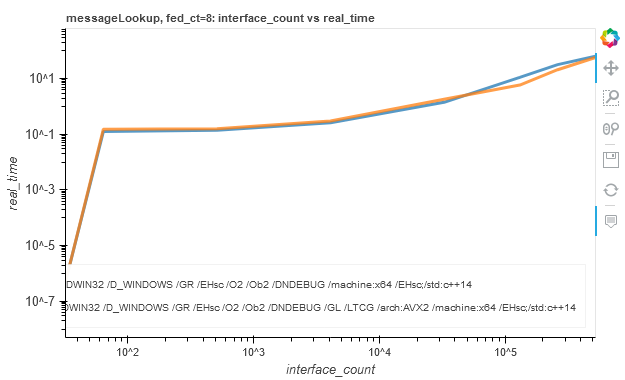 messageLookup, fed_ct=8: interface_count vs real_time
10^1
10^-1
10^-3
10^-5
10^-7
real_time
DWIN32 /D_WINDOWS /GR /EHsc /O2 /Ob2 /DNDEBUG /machine:x64 /EHsc;/std:c++14
/D_WINDOWS /GR /EHsc /O2 /Ob2 /DNDEBUG /GL /LTCG /arch:AVX2 /machine:x64 /EHsc;/std:c++14
10^2 10^3 10^4 10^5
interface_count